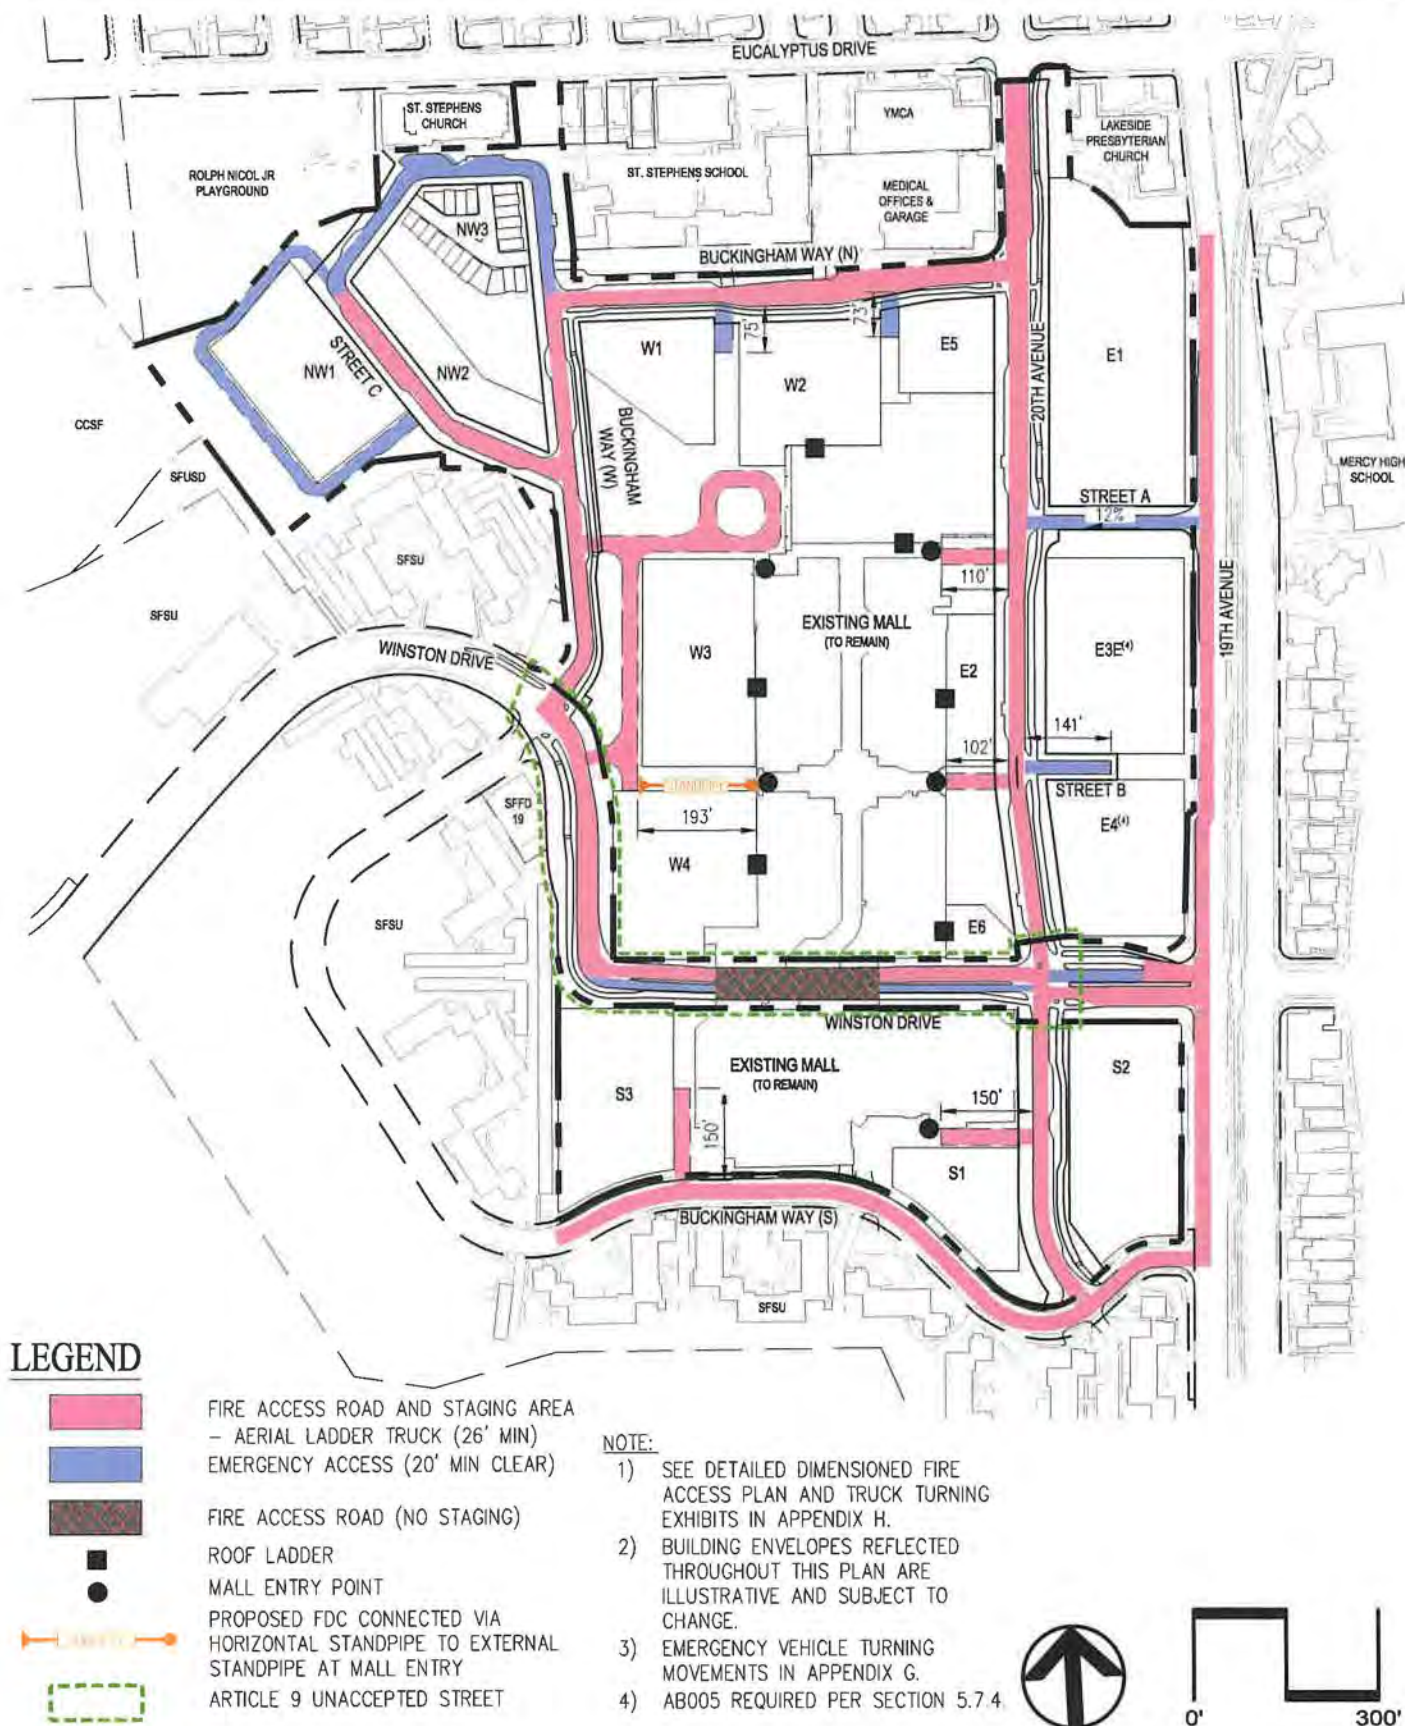 EUCALYPTUS DRIVE
ST. STEPHENS
CHURCH
YMCA
LAKESIDE
PRESBYTERIAN
CHURCH
ROLPH NICOL JR
PLAYGROUND
ST. STEPHENS SCHOOL
MEDICAL
OFFICES &
GARAGE
NW3
BUCKINGHAM WAY (N)
75'
73'
W1
E5
W2
20TH AVENUE
E1
NW1
STREET C
NW2
CCSF
BUCKINGHAM
WAY (W)
SFUSD
MERCY HIGH
SCHOOL
STREET A
12%
SFSU
110'
SFSU
EXISTING MALL
(TO REMAIN)
19TH AVENUE
WINSTON DRIVE
W3
E2
E3E(4)
141'
102'
STREET B
SFFD
19
193'
E4(4)
W4
SFSU
E6
WINSTON DRIVE
EXISTING MALL
(TO REMAIN)
S3
S2
150'
150'
S1
BUCKINGHAM WAY (S)
SFSU
LEGEND
FIRE ACCESS ROAD AND STAGING AREA
- AERIAL LADDER TRUCK (26' MIN)
EMERGENCY ACCESS (20' MIN CLEAR)
FIRE ACCESS ROAD (NO STAGING)
ROOF LADDER
MALL ENTRY POINT
PROPOSED FDC CONNECTED VIA
HORIZONTAL STANDPIPE TO EXTERNAL
STANDPIPE AT MALL ENTRY
ARTICLE 9 UNACCEPTED STREET
NOTE:
1) SEE DETAILED DIMENSIONED FIRE
ACCESS PLAN AND TRUCK TURNING
EXHIBITS IN APPENDIX H.
2) BUILDING ENVELOPES REFLECTED
THROUGHOUT THIS PLAN ARE
ILLUSTRATIVE AND SUBJECT TO
CHANGE.
3) EMERGENCY VEHICLE TURNING
MOVEMENTS IN APPENDIX G.
4) AB005 REQUIRED PER SECTION 5.7.4.
0'
300'